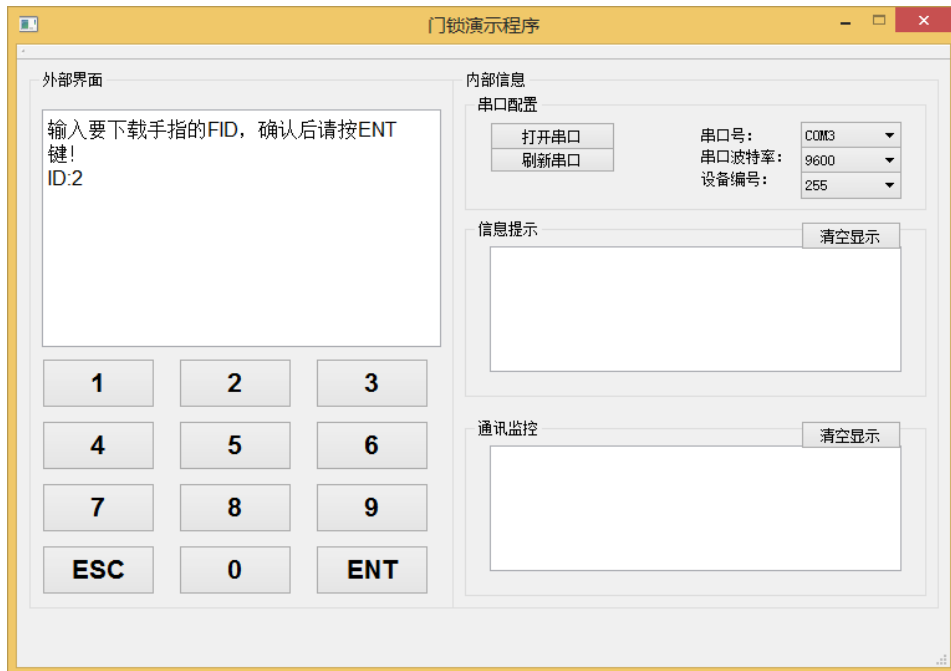 门锁演示程序
外部界面
输入要下载手指的FID，确认后请按ENT
键！
ID:2
1 2 3
4 5 6
7 8 9
ESC 0 ENT
内部信息
串口配置
打开串口
刷新串口
串口号： COM3
串口波特率： 9600
设备编号： 255
信息提示
清空显示
通讯监控
清空显示